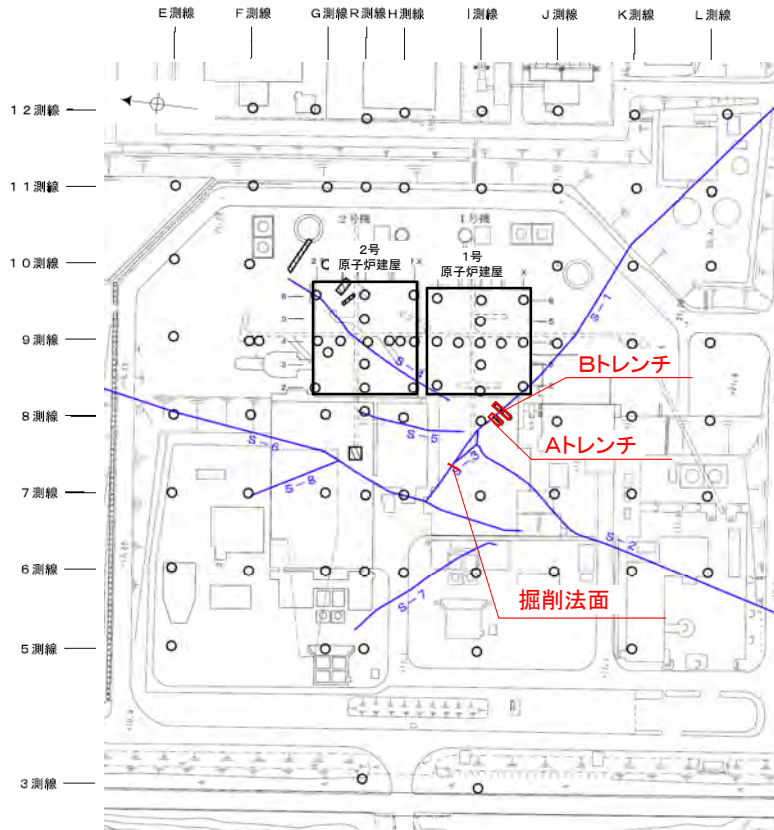 E測線 F測線 G測線 R測線 H測線 I測線 J測線 K測線 L測線
12測線
11測線
2号機 1号機
10測線
2号
原子炉建屋
1号
原子炉建屋
S-1
9測線
S-4
Bトレンチ
8測線
S-5
Aトレンチ
S-6
S-3
S-8
7測線
S-2
6測線
掘削法面
S-7
5測線
3測線